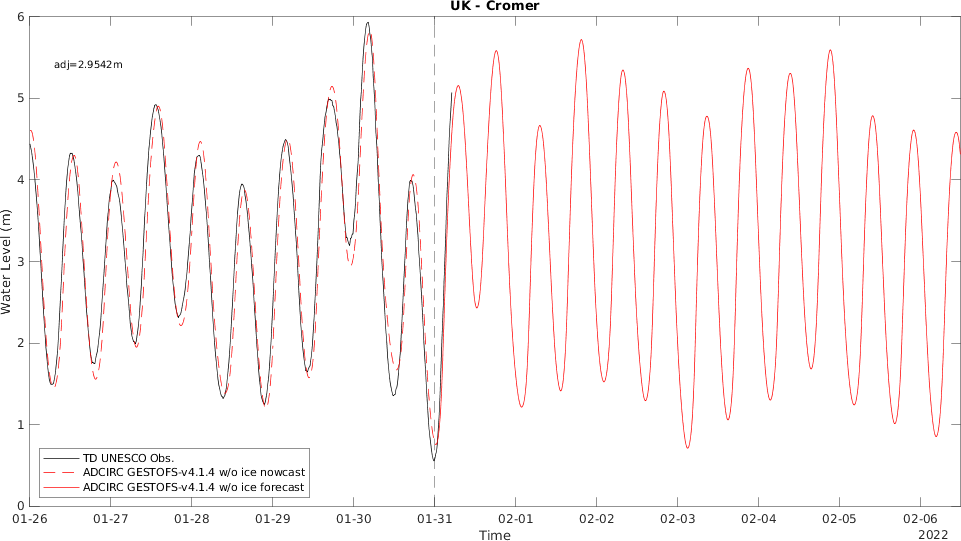 UK - Cromer
adj=2.9542m
6
5
4
3
2
1
0
Water Level (m)
TD UNESCO Obs.
ADCIRC GESTOFS-v4.1.4 w/o ice nowcast
ADCIRC GESTOFS-v4.1.4 w/o ice forecast
01-26 01-27 01-28 01-29 01-30 01-31 02-01 02-02 02-03 02-04 02-05 02-06
Time
2022